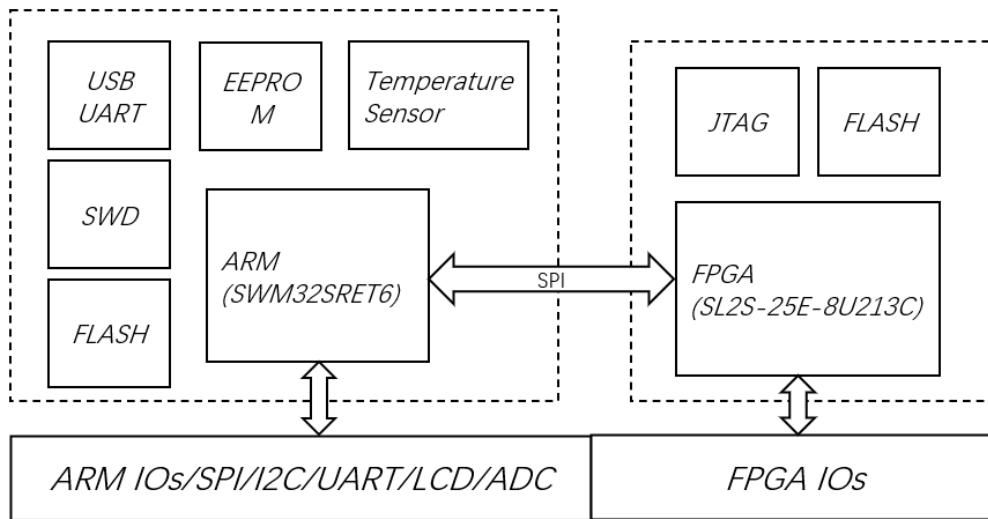 USB
UART
EEPRO
M
Temperature
Sensor
JTAG
FLASH
SWD
ARM
(SWM32SRET6)
SPI
FPGA
(SL2S-25E-8U213C)
FLASH
ARM IOs/SPI/I2C/UART/LCD/ADC
FPGA IOs